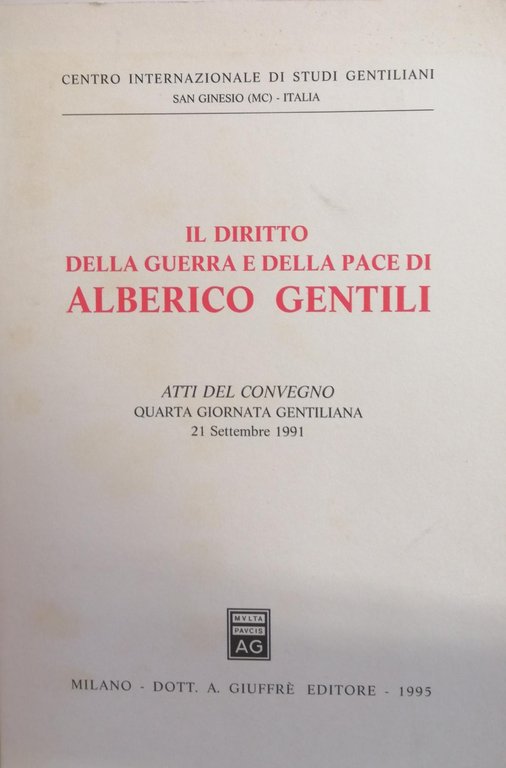 CENTRO INTERNAZIONALE DI STUDI GENTILIANI
SAN GINESIO (MC) - ITALIA
IL DIRITTO
DELLA GUERRA E DELLA PACE DI
ALBERICO GENTILI
ATTI DEL CONVEGNO
QUARTA GIORNATA GENTILIANA
21 Settembre 1991
MVLTA
PAVCIS
AG
MILANO - DOTT. A. GIUFFRÈ EDITORE - 1995